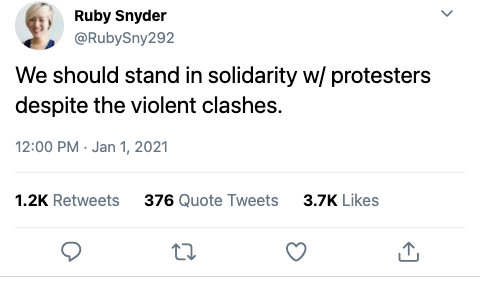 Ruby Snyder
@RubySny292
We should stand in solidarity w/ protesters
despite the violent clashes.
12:00 PM · Jan 1, 2021
1.2K Retweets 376 Quote Tweets 3.7K Likes